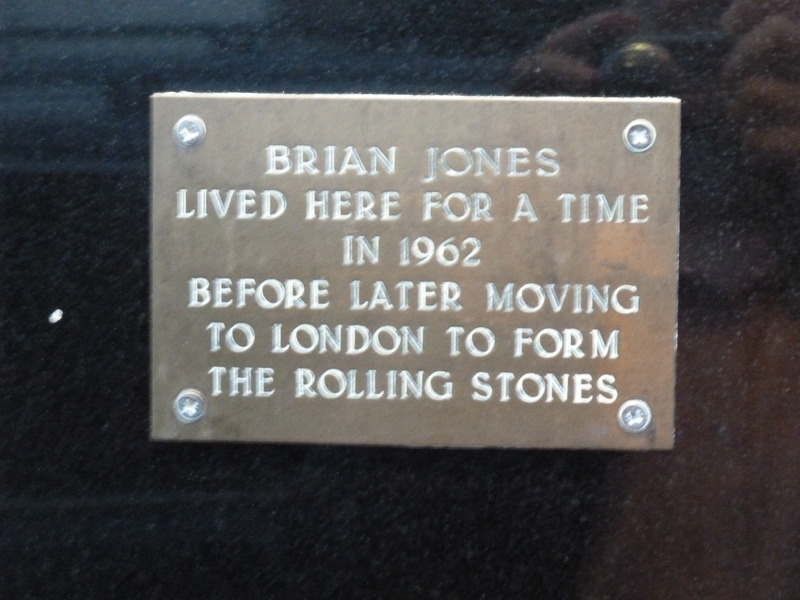 BRIAN JONES
LIVED HERE FOR A TIME
IN 1962
BEFORE LATER MOVING
TO LONDON TO FORM
THE ROLLING STONES